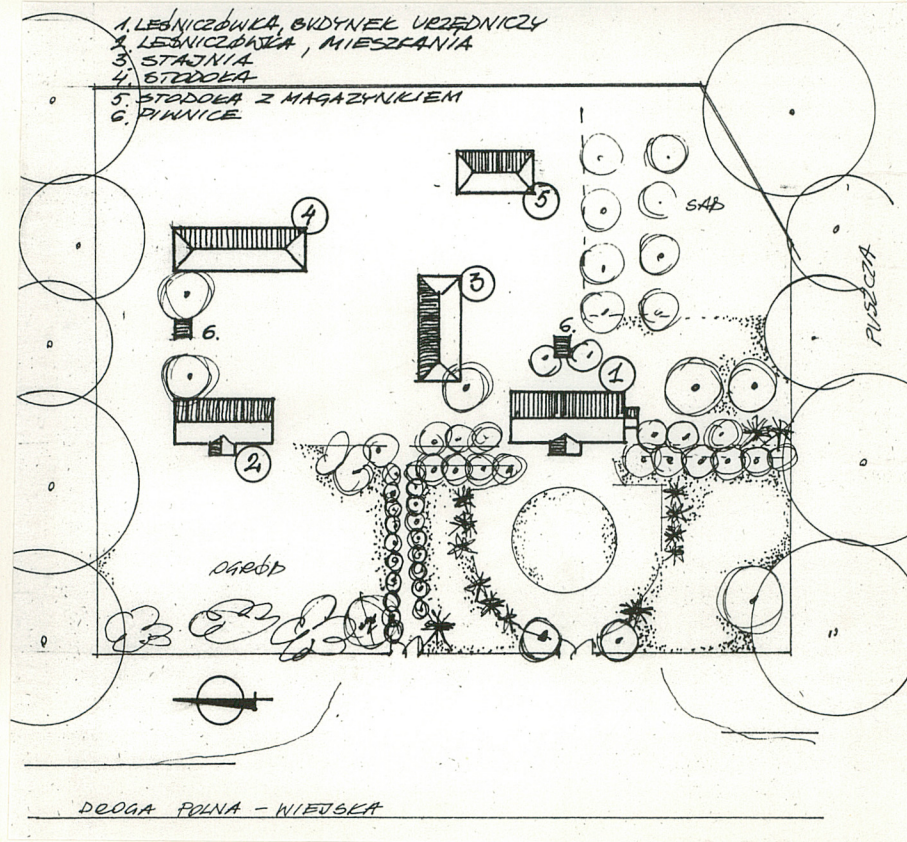 1. LEŚNICZÓWKA, BUDYNEK URZĘDNICZY
2. LEŚNICZÓWKA, MIESZKANIA
3. STAJNIA
4. STODOŁA
5. STODOŁA Z MAGAZYNKIEM
6. PIWNICE
4
5
SAD
3
PUSZCZA
6.
6.
1
2
OGRÓD
DROGA POLNA - WIEJSKA